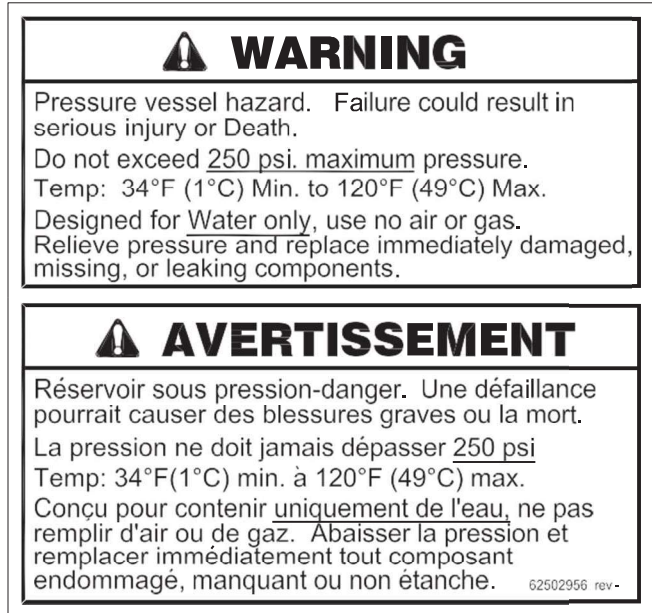 WARNING
Pressure vessel hazard. Failure could result in
serious injury or Death.
Do not exceed 250 psi. maximum pressure.
Temp: 34°F (1°C) Min. to 120°F (49°C) Max.
Designed for Water only, use no air or gas.
Relieve pressure and replace immediately damaged,
missing, or leaking components.
AVERTISSEMENT
Réservoir sous pression-danger. Une défaillance
pourrait causer des blessures graves ou la mort.
La pression ne doit jamais dépasser 250 psi
Temp: 34°F(1°C) min. à 120°F (49°C) max.
Conçu pour contenir uniquement de l'eau, ne pas
remplir d'air ou de gaz. Abaisser la pression et
remplacer immédiatement tout composant
endommagé, manquant ou non étanche. 62502956 rev-